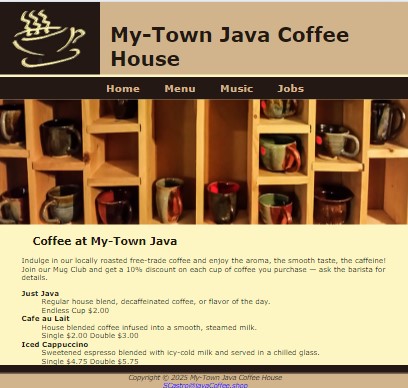 My-Town Java Coffee
House
Home Menu Music Jobs
Coffee at My-Town Java
Indulge in our locally roasted free-trade coffee and enjoy the aroma, the smooth taste, the caffeine!
Join our Mug Club and get a 10% discount on each cup of coffee you purchase — ask the barista for
details.
Just Java
Regular house blend, decaffeinated coffee, or flavor of the day.
Endless Cup $2.00
Cafe au Lait
House blended coffee infused into a smooth, steamed milk.
Single $2.00 Double $3.00
Iced Cappuccino
Sweetened espresso blended with icy-cold milk and served in a chilled glass.
Single $4.75 Double $5.75
Copyright © 2025 My-Town Java Coffee House
SCastro@javaCoffee.shop